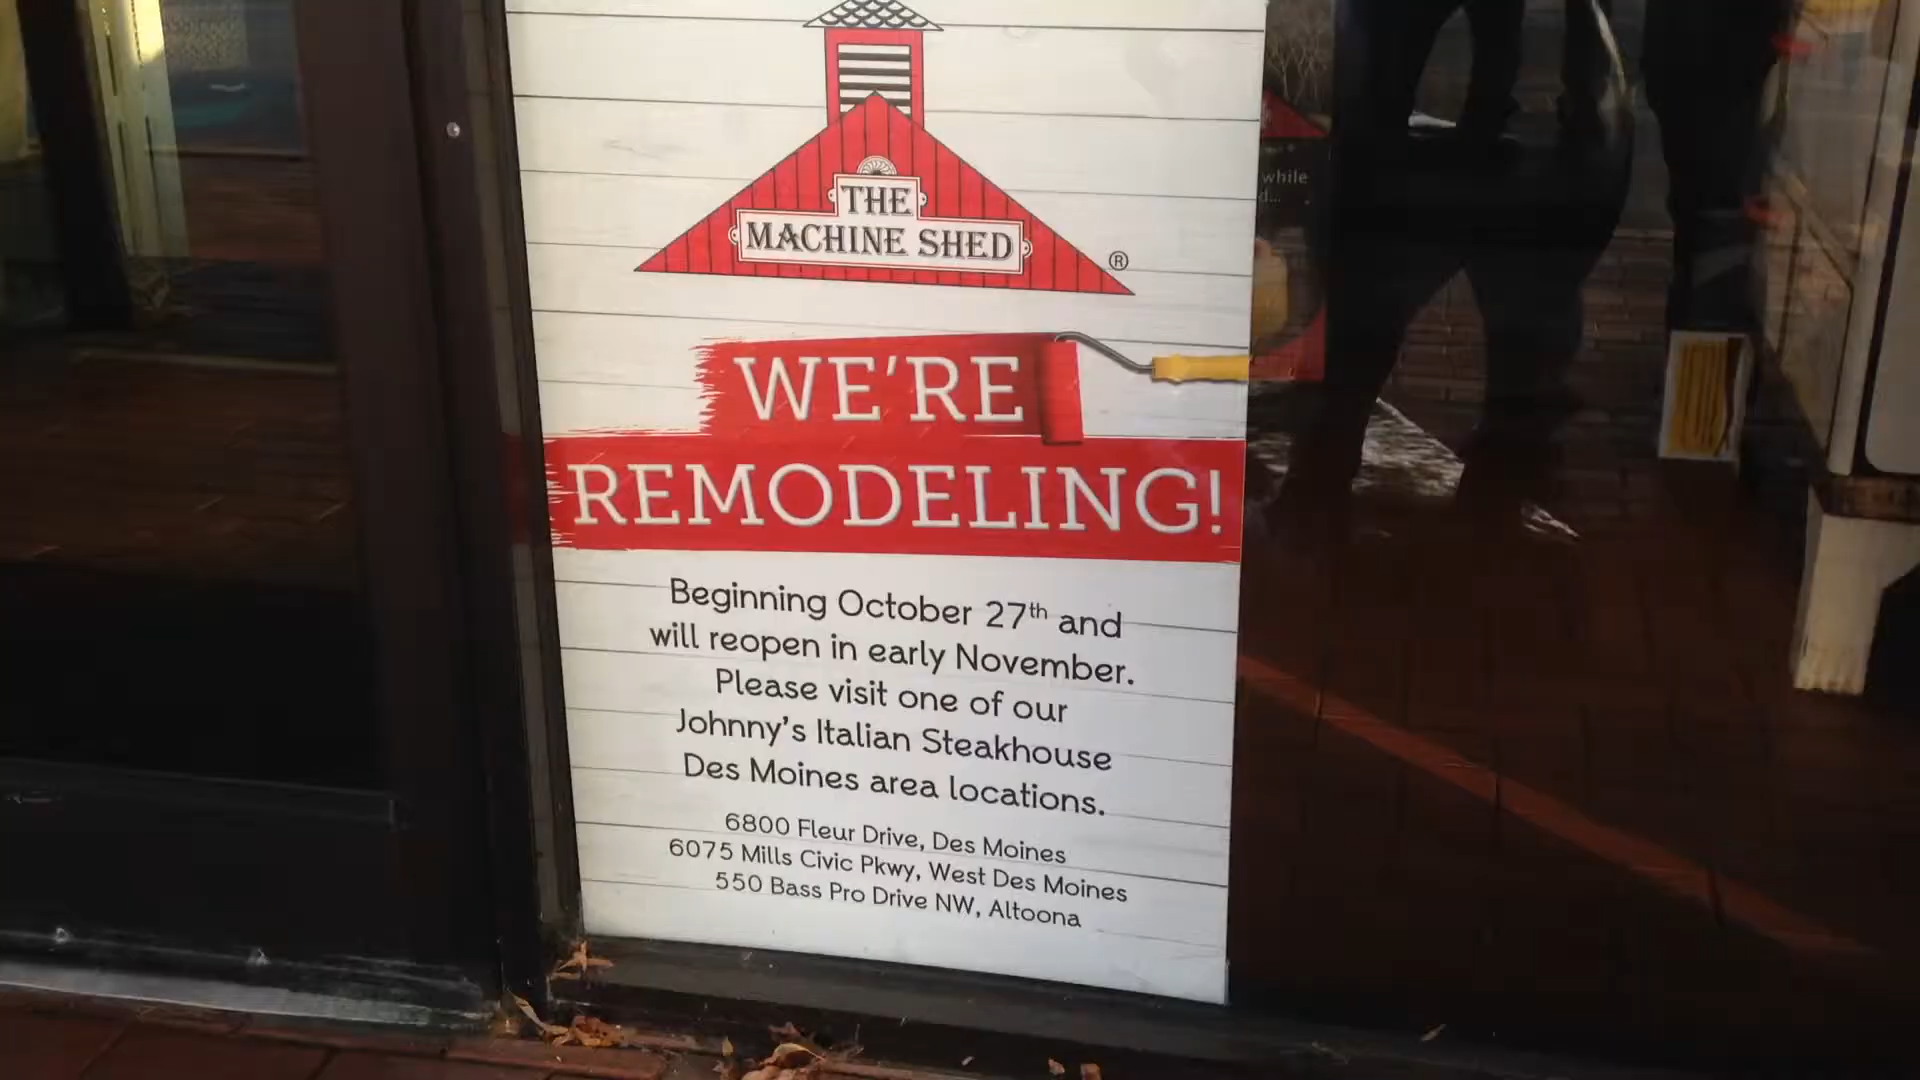 THE
MACHINE SHED
®
WE'RE
REMODELING!
Beginning October 27th and
will reopen in early November.
Please visit one of our
Johnny's Italian Steakhouse
Des Moines area locations.
6800 Fleur Drive, Des Moines
6075 Mills Civic Pkwy, West Des Moines
550 Bass Pro Drive NW, Altoona
while